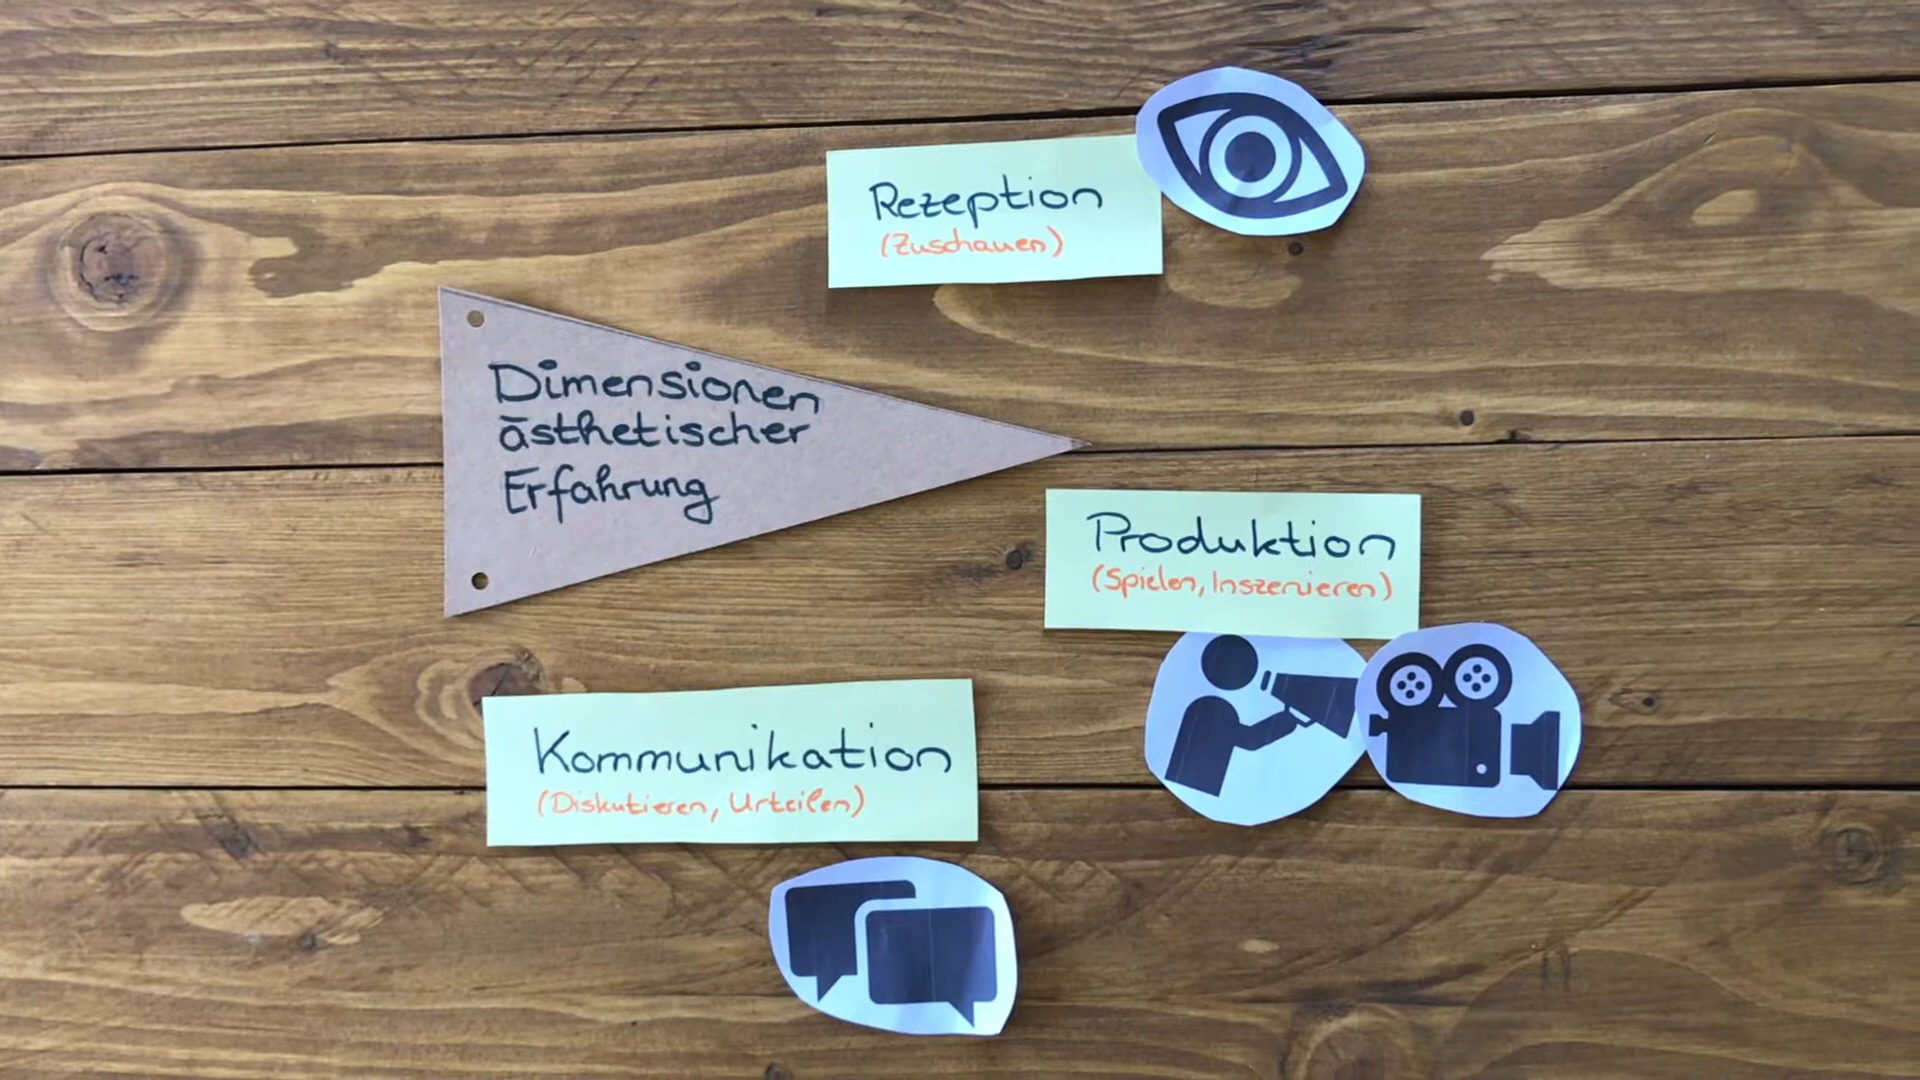 Rezeption
(Zuschauen)
Dimensionen
ästhetischer
Erfahrung
Produktion
(Spielen, Inszenieren)
Kommunikation
(Diskutieren, Urteilen)